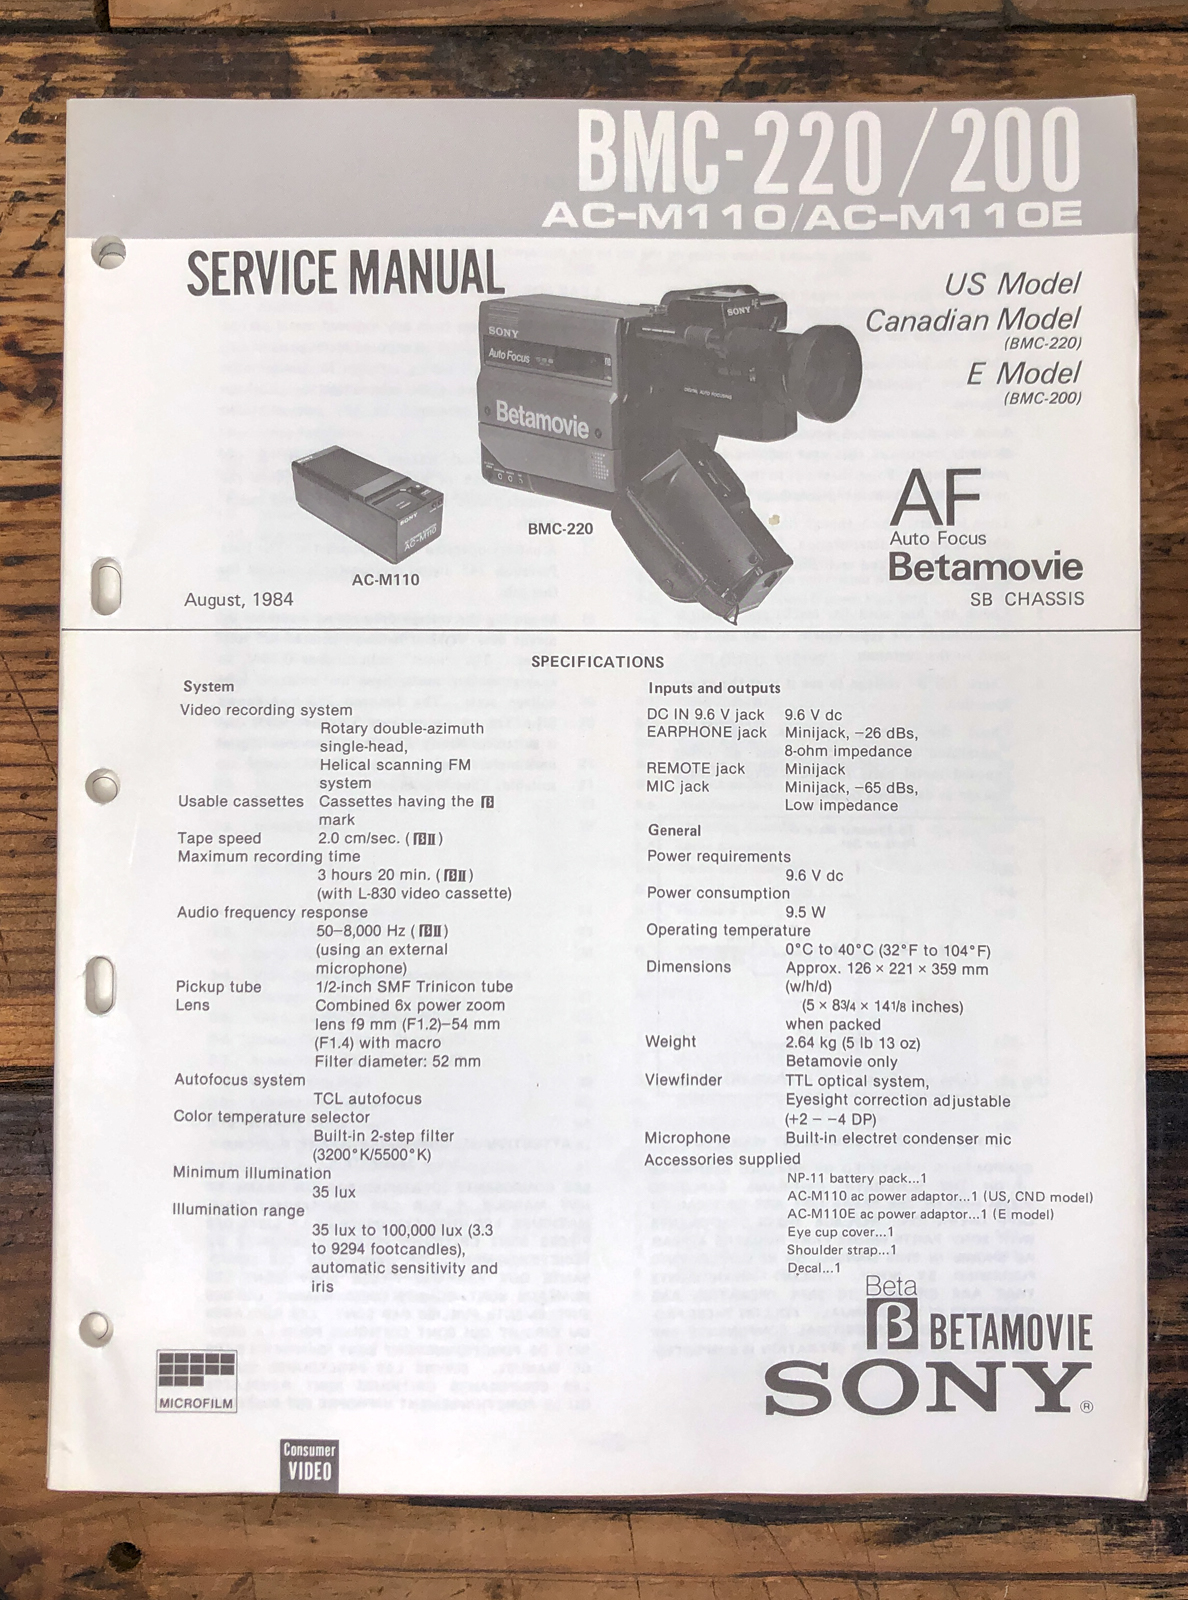 BMC-220/200
AC-M110/AC-M110E
SERVICE MANUAL
US Model
Canadian Model
(BMC-220)
E Model
(BMC-200)
SONY
Auto Focus
Betamovie
SONY
SONY
AC-M110
BMC-220
AC-M110
AF
Auto Focus
Betamovie
SB CHASSIS
August, 1984
SPECIFICATIONS
System
Video recording system
Rotary double-azimuth
single-head,
Helical scanning FM
system
Usable cassettes Cassettes having the β
mark
Tape speed 2.0 cm/sec. (βII)
Maximum recording time
3 hours 20 min. (βII)
(with L-830 video cassette)
Audio frequency response
50–8,000 Hz (βII)
(using an external
microphone)
Pickup tube 1/2-inch SMF Trinicon tube
Lens Combined 6x power zoom
lens f9 mm (F1.2)–54 mm
(F1.4) with macro
Filter diameter: 52 mm
Autofocus system
TCL autofocus
Color temperature selector
Built-in 2-step filter
(3200°K/5500°K)
Minimum illumination
35 lux
Illumination range
35 lux to 100,000 lux (3.3
to 9294 footcandles),
automatic sensitivity and
iris
Inputs and outputs
DC IN 9.6 V jack 9.6 V dc
EARPHONE jack Minijack, −26 dBs,
8-ohm impedance
REMOTE jack Minijack
MIC jack Minijack, −65 dBs,
Low impedance
General
Power requirements
9.6 V dc
Power consumption
9.5 W
Operating temperature
0°C to 40°C (32°F to 104°F)
Dimensions Approx. 126 × 221 × 359 mm
(w/h/d)
(5 × 83/4 × 141/8 inches)
when packed
Weight 2.64 kg (5 lb 13 oz)
Betamovie only
Viewfinder TTL optical system,
Eyesight correction adjustable
(+2 – −4 DP)
Microphone Built-in electret condenser mic
Accessories supplied
NP-11 battery pack...1
AC-M110 ac power adaptor...1 (US, CND model)
AC-M110E ac power adaptor...1 (E model)
Eye cup cover...1
Shoulder strap...1
Decal...1
Beta
β BETAMOVIE
SONY®
MICROFILM
Consumer
VIDEO